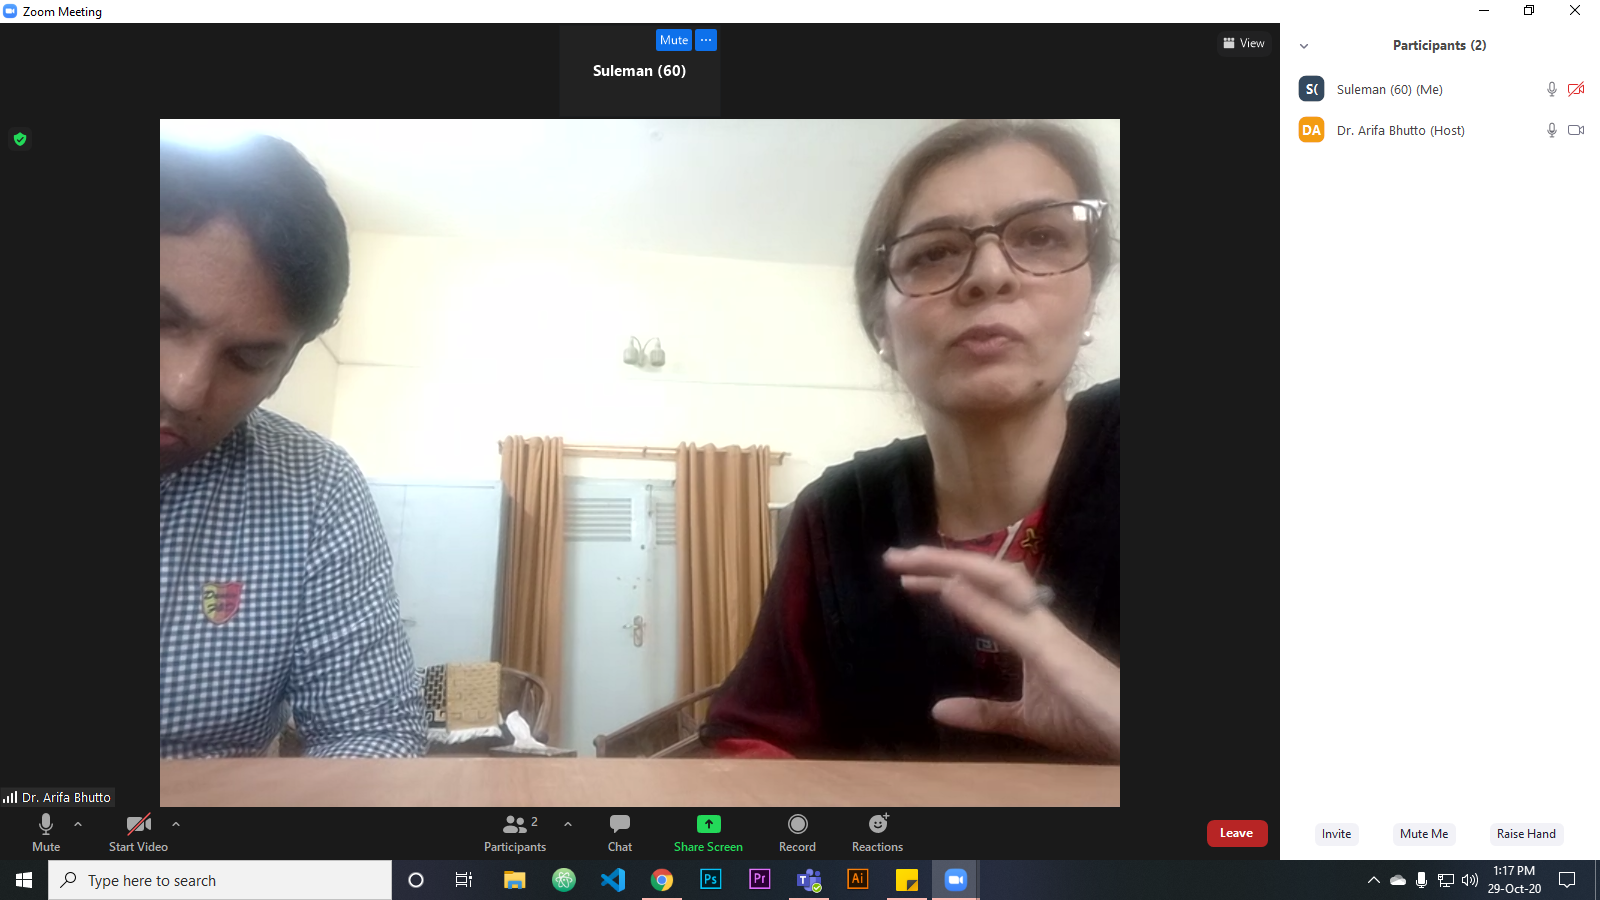 Zoom Meeting
Mute ...
Suleman (60)
View
Participants (2)
S( Suleman (60) (Me)
DA Dr. Arifa Bhutto (Host)
Dr. Arifa Bhutto
Mute
Start Video
Participants 2
Chat
Share Screen
Record
Reactions
Leave
Invite
Mute Me
Raise Hand
Type here to search
Ps
Pr
Ai
1:17 PM
29-Oct-20